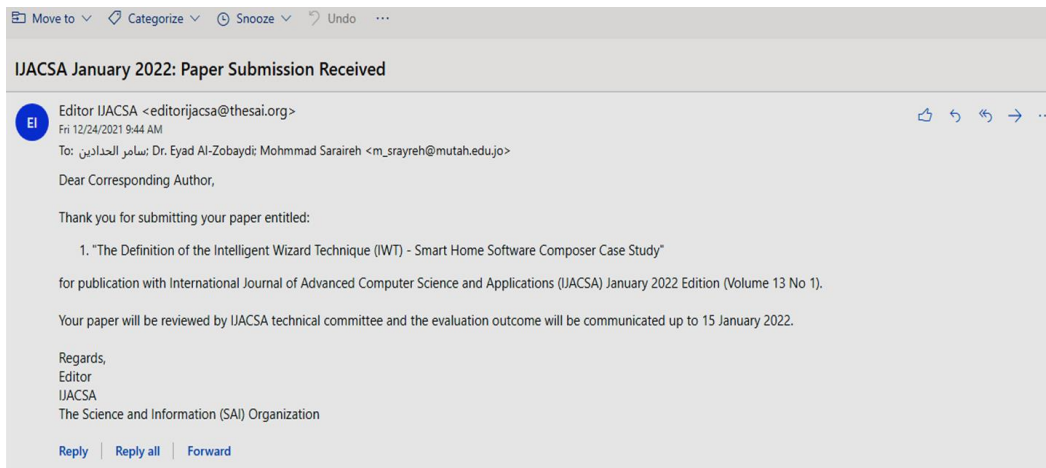 Move to Categorize Snooze Undo ...
IJACSA January 2022: Paper Submission Received
EI
Editor IJACSA <editorijacsa@thesai.org>
Fri 12/24/2021 9:44 AM
To: سامر الحدادين; Dr. Eyad Al-Zobaydi; Mohmmad Saraireh <m_srayreh@mutah.edu.jo>
Dear Corresponding Author,
Thank you for submitting your paper entitled:
1. "The Definition of the Intelligent Wizard Technique (IWT) - Smart Home Software Composer Case Study"
for publication with International Journal of Advanced Computer Science and Applications (IJACSA) January 2022 Edition (Volume 13 No 1).
Your paper will be reviewed by IJACSA technical committee and the evaluation outcome will be communicated up to 15 January 2022.
Regards,
Editor
IJACSA
The Science and Information (SAI) Organization
Reply Reply all Forward